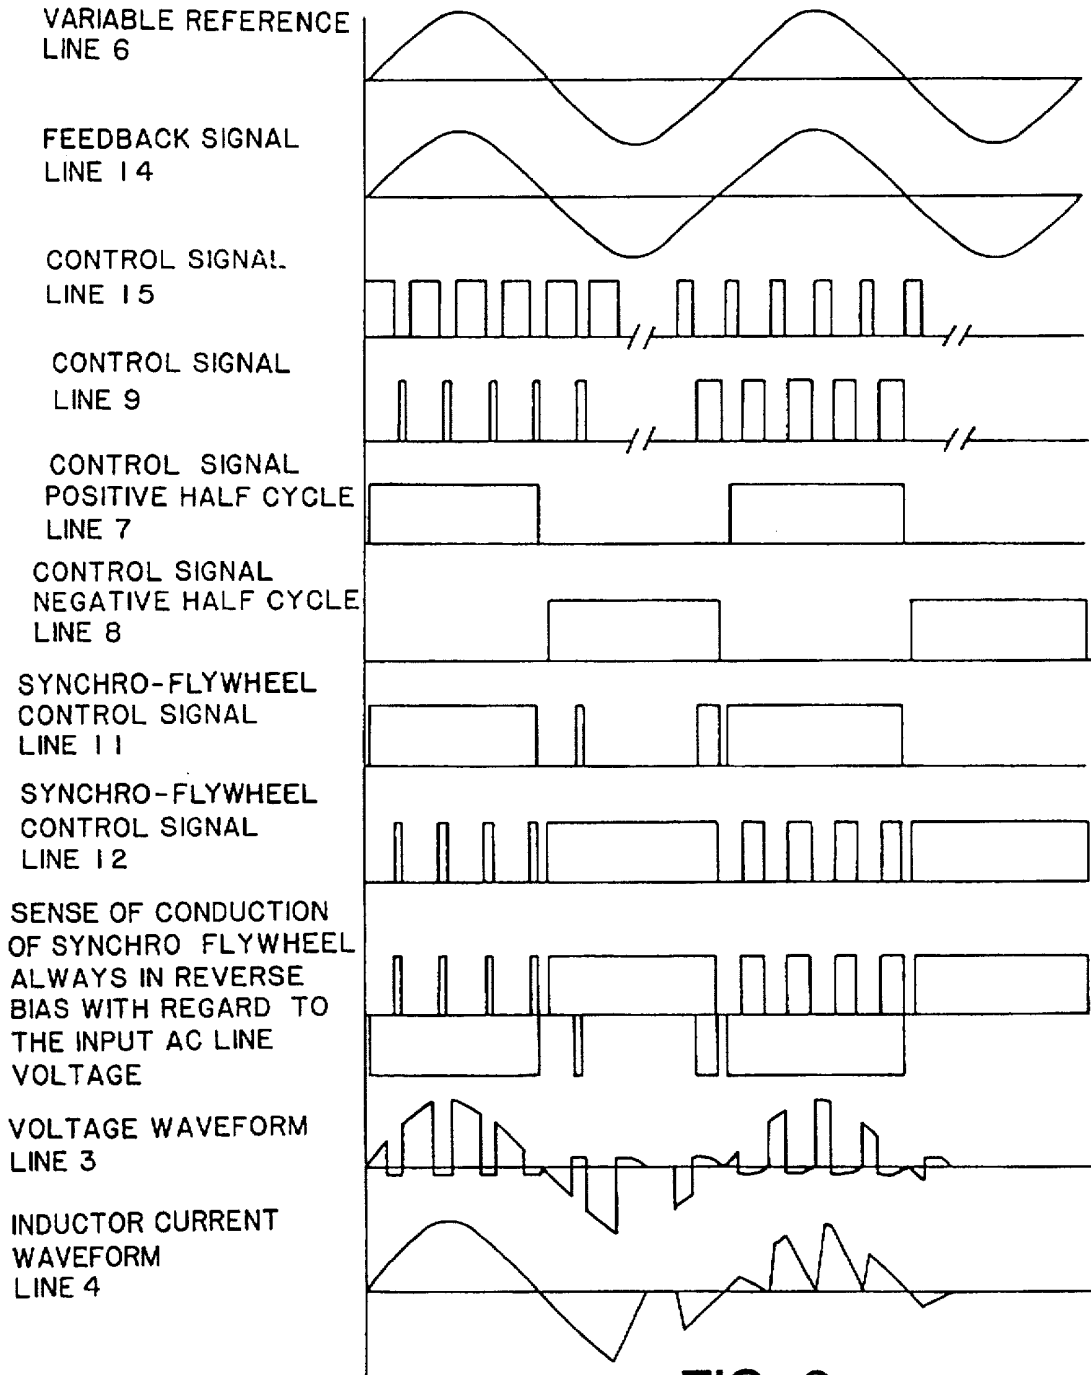 VARIABLE REFERENCE
LINE 6
FEEDBACK SIGNAL
LINE 14
CONTROL SIGNAL
LINE 15
CONTROL SIGNAL
LINE 9
CONTROL SIGNAL
POSITIVE HALF CYCLE
LINE 7
CONTROL SIGNAL
NEGATIVE HALF CYCLE
LINE 8
SYNCHRO-FLYWHEEL
CONTROL SIGNAL
LINE 11
SYNCHRO-FLYWHEEL
CONTROL SIGNAL
LINE 12
SENSE OF CONDUCTION
OF SYNCHRO FLYWHEEL
ALWAYS IN REVERSE
BIAS WITH REGARD TO
THE INPUT AC LINE
VOLTAGE
VOLTAGE WAVEFORM
LINE 3
INDUCTOR CURRENT
WAVEFORM
LINE 4